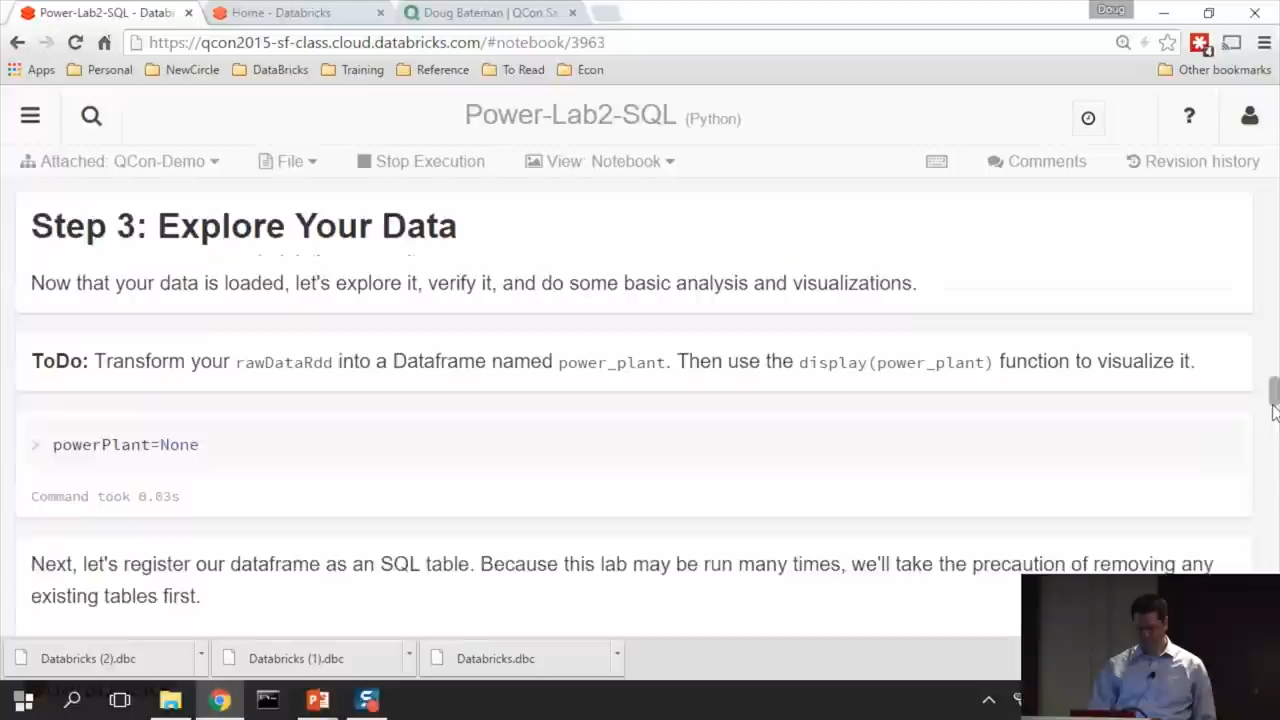 Power-Lab2-SQL - Datab
Home - Databricks
Doug Bateman | QCon Sa
Doug
https://qcon2015-sf-class.cloud.databricks.com/#notebook/3963
Apps
Personal
NewCircle
DataBricks
Training
Reference
To Read
Econ
Other bookmarks
Power-Lab2-SQL (Python)
?
Attached: QCon-Demo
File
Stop Execution
View: Notebook
Comments
Revision history
Step 3: Explore Your Data
Now that your data is loaded, let's explore it, verify it, and do some basic analysis and visualizations.
ToDo: Transform your rawDataRdd into a Dataframe named power_plant. Then use the display(power_plant) function to visualize it.
> powerPlant=None
Command took 0.03s
Next, let's register our dataframe as an SQL table. Because this lab may be run many times, we'll take the precaution of removing any
existing tables first.
Databricks (2).dbc
Databricks (1).dbc
Databricks.dbc